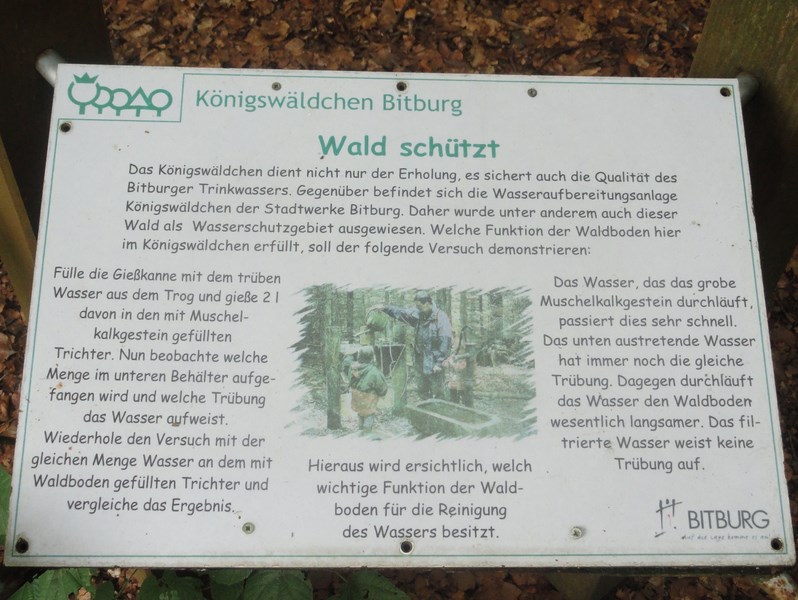 Königswäldchen Bitburg
Wald schützt
Das Königswäldchen dient nicht nur der Erholung, es sichert auch die Qualität des
Bitburger Trinkwassers. Gegenüber befindet sich die Wasseraufbereitungsanlage
Königswäldchen der Stadtwerke Bitburg. Daher wurde unter anderem auch dieser
Wald als Wasserschutzgebiet ausgewiesen. Welche Funktion der Waldboden hier
im Königswäldchen erfüllt, soll der folgende Versuch demonstrieren:
Fülle die Gießkanne mit dem trüben
Wasser aus dem Trog und gieße 2 l
davon in den mit Muschel-
kalkgestein gefüllten
Trichter. Nun beobachte welche
Menge im unteren Behälter aufge-
fangen wird und welche Trübung
das Wasser aufweist.
Wiederhole den Versuch mit der
gleichen Menge Wasser an dem mit
Waldboden gefüllten Trichter und
vergleiche das Ergebnis.
Hieraus wird ersichtlich, welch
wichtige Funktion der Wald-
boden für die Reinigung
des Wassers besitzt.
Das Wasser, das das grobe
Muschelkalkgestein durchläuft,
passiert dies sehr schnell.
Das unten austretende Wasser
hat immer noch die gleiche
Trübung. Dagegen durchläuft
das Wasser den Waldboden
wesentlich langsamer. Das fil-
trierte Wasser weist keine
Trübung auf.
BITBURG